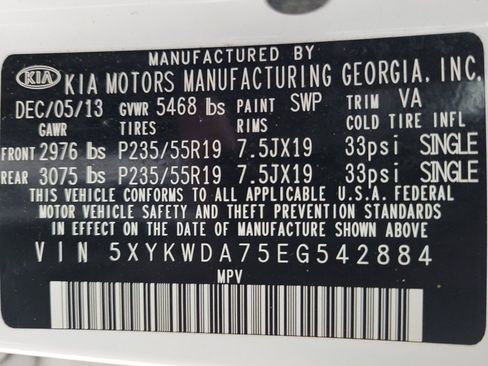 MANUFACTURED BY
KIA KIA MOTORS MANUFACTURING GEORGIA, INC.
DEC/05/13 GVWR 5468 lbs PAINT SWP TRIM VA
GAWR TIRES RIMS COLD TIRE INFL
FRONT 2976 lbs P235/55R19 7.5JX19 33psi SINGLE
REAR 3075 lbs P235/55R19 7.5JX19 33psi SINGLE
THIS VEHICLE CONFORMS TO ALL APPLICABLE U.S.A. FEDERAL
MOTOR VEHICLE SAFETY AND THEFT PREVENTION STANDARDS
IN EFFECT ON THE DATE OF MANUFACTURE SHOWN ABOVE
VIN 5XYKWDA75EG542884
MPV